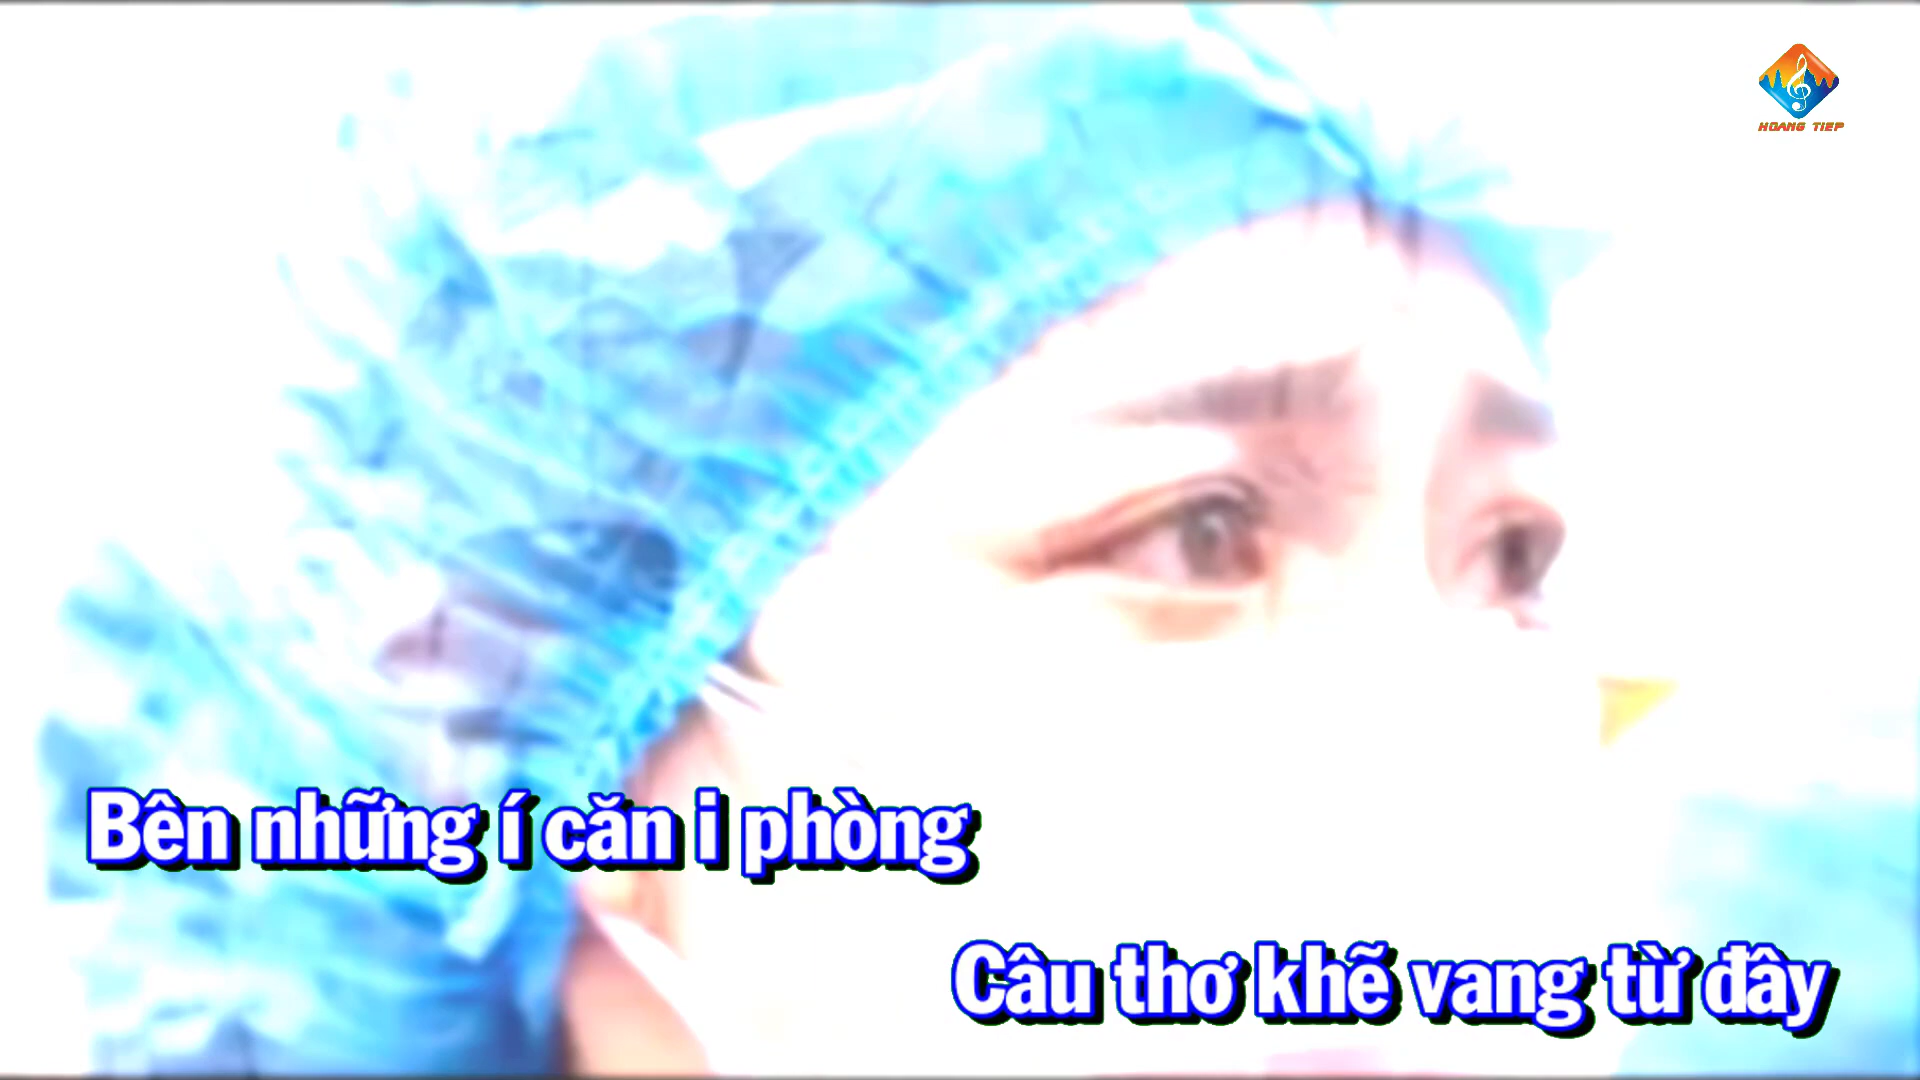 HOANG TIEP
Bên những í căn i phòng
Câu thơ khẽ vang từ đây